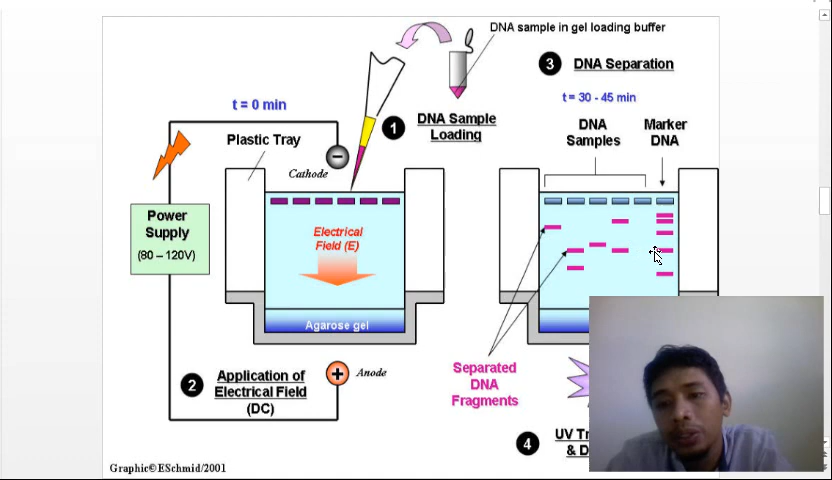 DNA sample in gel loading buffer
3 DNA Separation
t = 0 min
t = 30 - 45 min
1 DNA Sample
Loading
DNA
Samples
Marker
DNA
Plastic Tray
−
Cathode
Power
Supply
(80 – 120V)
Electrical
Field (E)
Agarose gel
+ Anode
2 Application of
Electrical Field
(DC)
Separated
DNA
Fragments
4 UV
& D
Graphic© ESchmid/2001